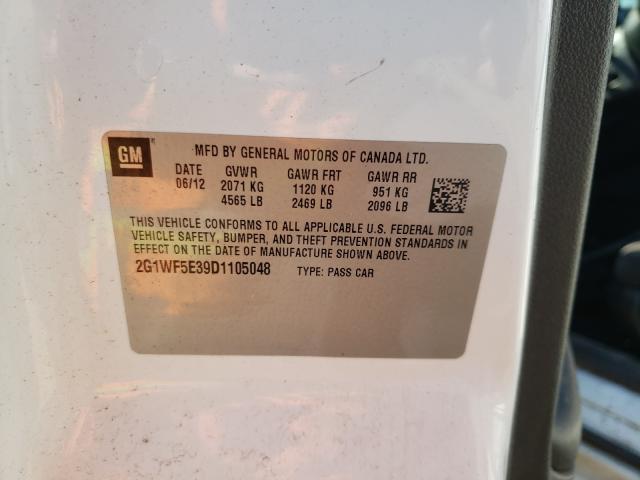 GM
MFD BY GENERAL MOTORS OF CANADA LTD.
DATE GVWR GAWR FRT GAWR RR
06/12 2071 KG 1120 KG 951 KG
4565 LB 2469 LB 2096 LB
THIS VEHICLE CONFORMS TO ALL APPLICABLE U.S. FEDERAL MOTOR
VEHICLE SAFETY, BUMPER, AND THEFT PREVENTION STANDARDS IN
EFFECT ON THE DATE OF MANUFACTURE SHOWN ABOVE.
2G1WF5E39D1105048 TYPE: PASS CAR